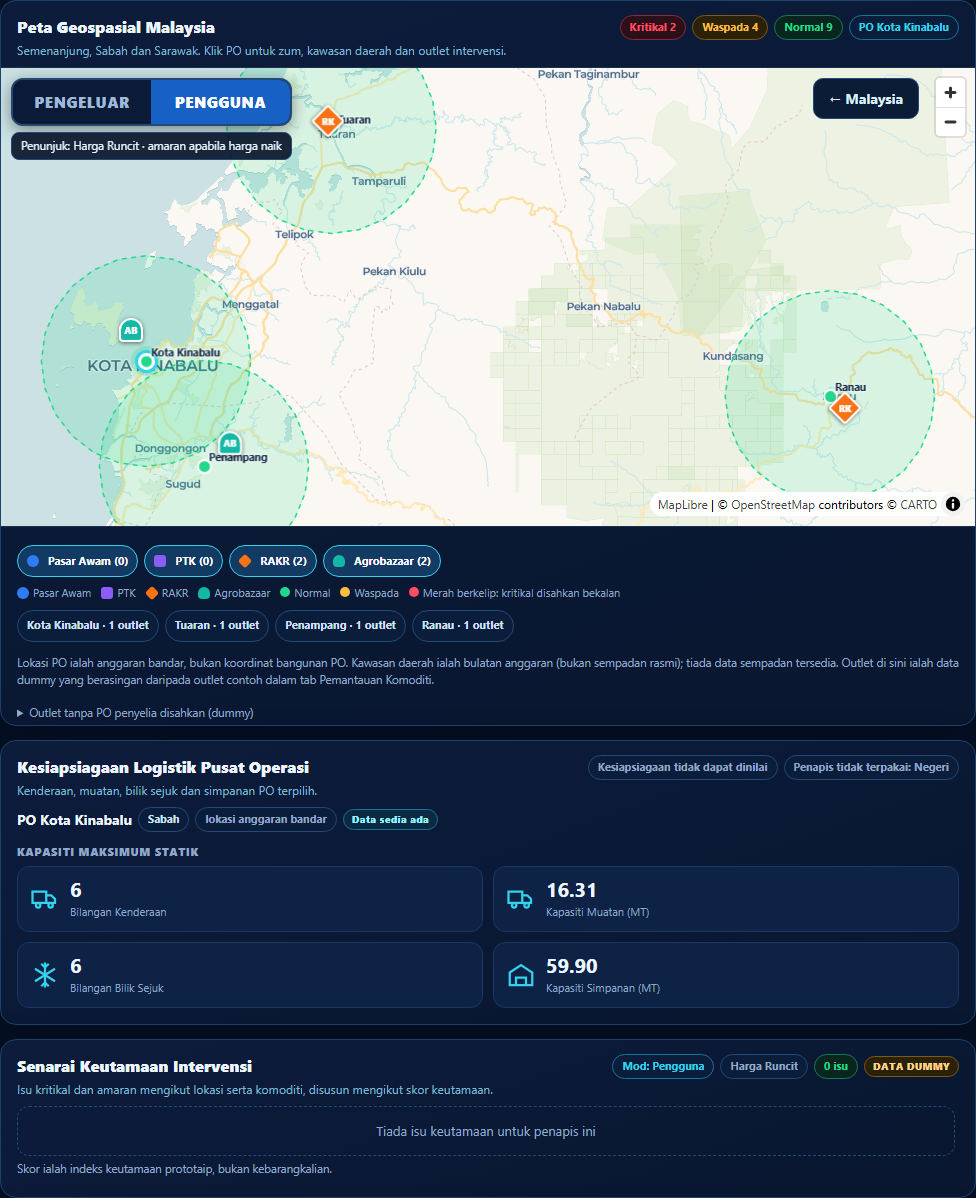 Peta Geospasial Malaysia
Kritikal 2
Waspada 4
Normal 9
PO Kota Kinabalu
Semenanjung, Sabah dan Sarawak. Klik PO untuk zum, kawasan daerah dan outlet intervensi.
PENGELUAR
PENGGUNA
Penunjuk: Harga Runcit · amaran apabila harga naik
← Malaysia
+
−
Pekan Taginambur
RK
Tuaran
Tuaran
Tamparuli
Telipok
Pekan Kiulu
Menggatal
Pekan Nabalu
AB
Kota Kinabalu
KOTA KINABALU
Kundasang
Ranau
RK
Donggongon
AB
Penampang
Sugud
MapLibre | © OpenStreetMap contributors © CARTO
Pasar Awam (0)
PTK (0)
RAKR (2)
Agrobazaar (2)
Pasar Awam
PTK
RAKR
Agrobazaar
Normal
Waspada
Merah berkelip: kritikal disahkan bekalan
Kota Kinabalu · 1 outlet
Tuaran · 1 outlet
Penampang · 1 outlet
Ranau · 1 outlet
Lokasi PO ialah anggaran bandar, bukan koordinat bangunan PO. Kawasan daerah ialah bulatan anggaran (bukan sempadan rasmi); tiada data sempadan tersedia. Outlet di sini ialah data
dummy yang berasingan daripada outlet contoh dalam tab Pemantauan Komoditi.
▶ Outlet tanpa PO penyelia disahkan (dummy)
Kesiapsiagaan Logistik Pusat Operasi
Kesiapsiagaan tidak dapat dinilai
Penapis tidak terpakai: Negeri
Kenderaan, muatan, bilik sejuk dan simpanan PO terpilih.
PO Kota Kinabalu
Sabah
lokasi anggaran bandar
Data sedia ada
KAPASITI MAKSIMUM STATIK
6
Bilangan Kenderaan
16.31
Kapasiti Muatan (MT)
6
Bilangan Bilik Sejuk
59.90
Kapasiti Simpanan (MT)
Senarai Keutamaan Intervensi
Mod: Pengguna
Harga Runcit
0 isu
DATA DUMMY
Isu kritikal dan amaran mengikut lokasi serta komoditi, disusun mengikut skor keutamaan.
Tiada isu keutamaan untuk penapis ini
Skor ialah indeks keutamaan prototaip, bukan kebarangkalian.